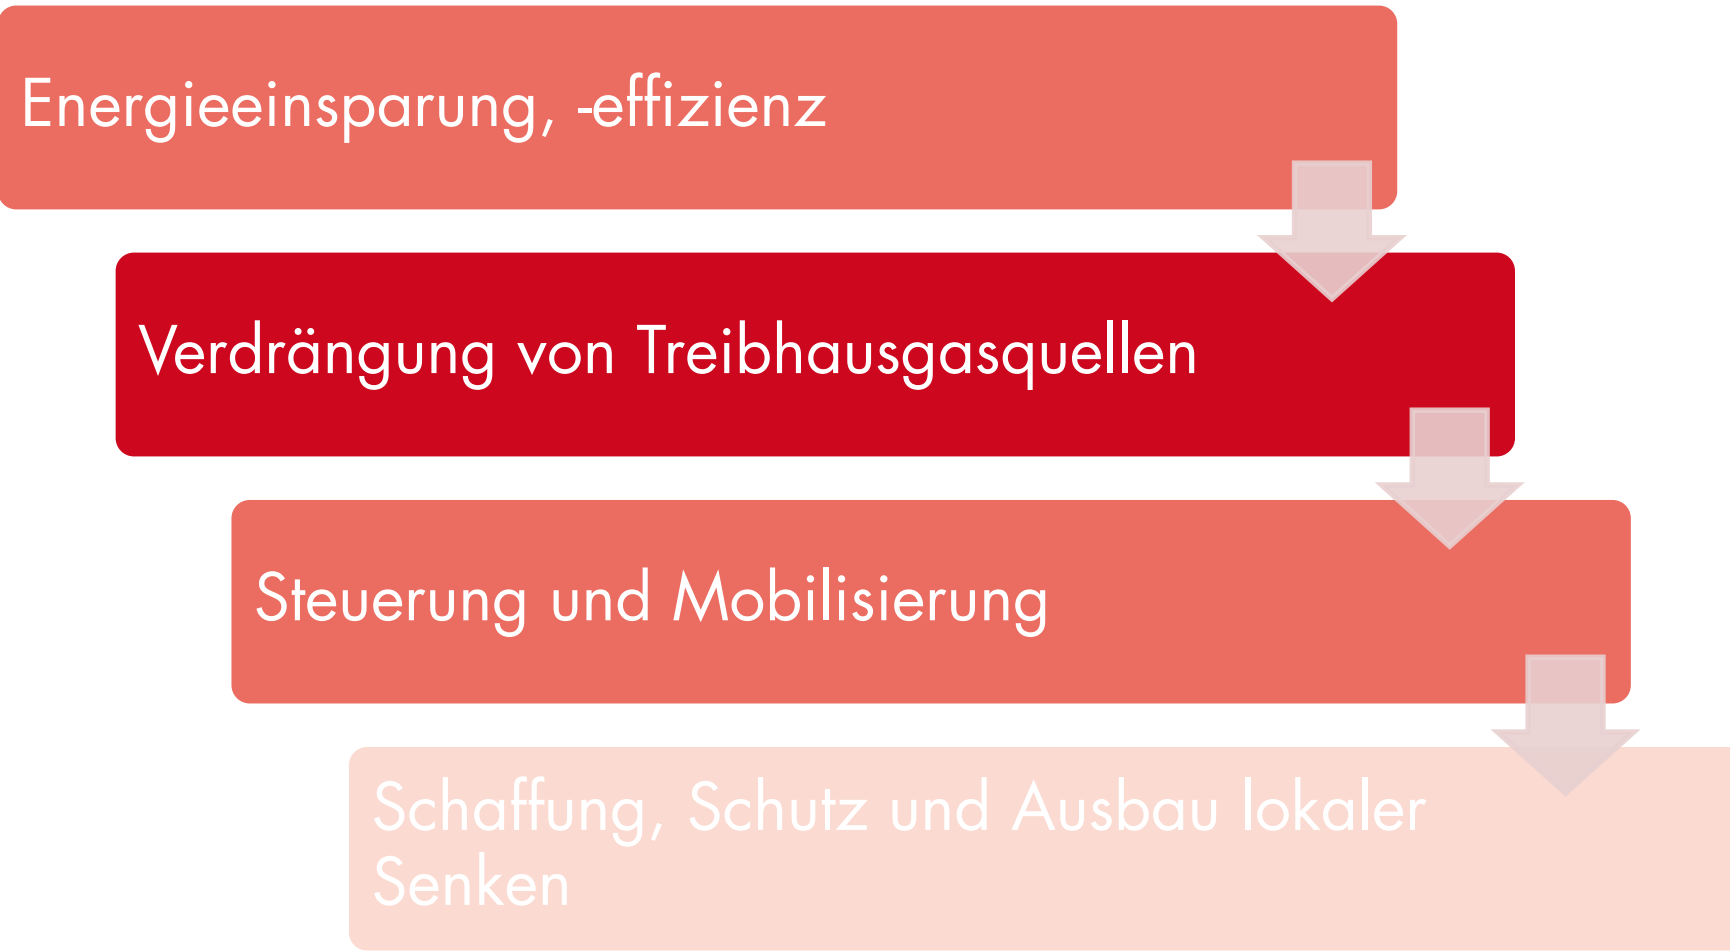 Energieeinsparung, -effizienz
Verdrängung von Treibhausgasquellen
Steuerung und Mobilisierung
Schaffung, Schutz und Ausbau lokaler
Senken